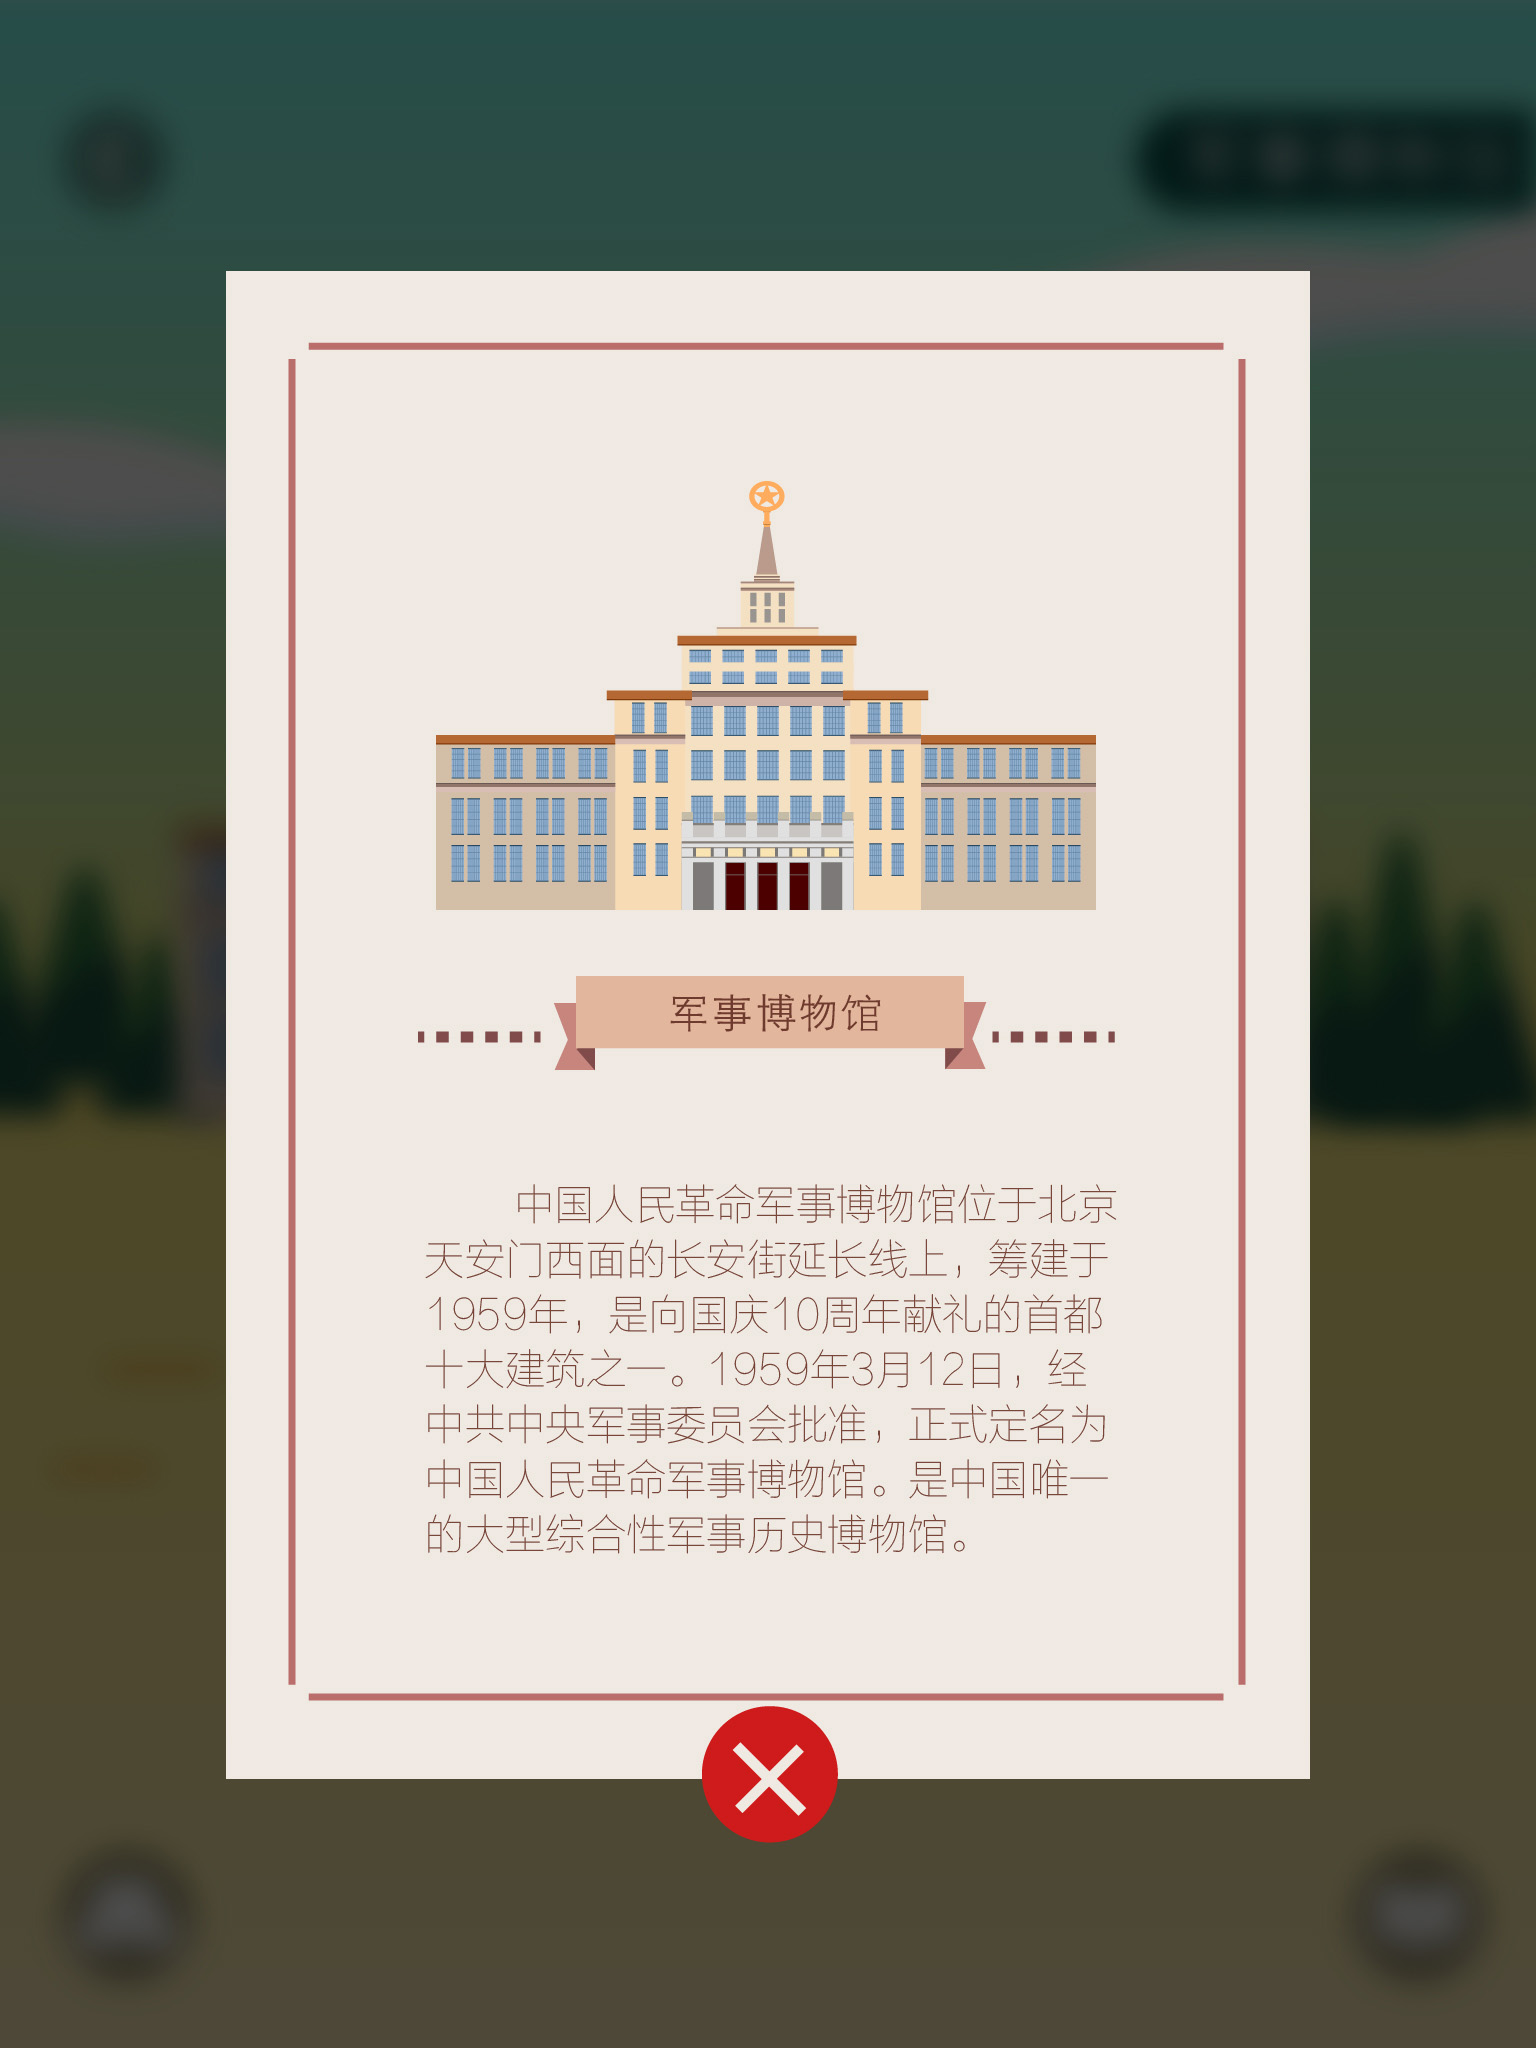 军事博物馆
中国人民革命军事博物馆位于北京
天安门西面的长安街延长线上，筹建于
1959年，是向国庆10周年献礼的首都
十大建筑之一。1959年3月12日，经
中共中央军事委员会批准，正式定名为
中国人民革命军事博物馆。是中国唯一
的大型综合性军事历史博物馆。